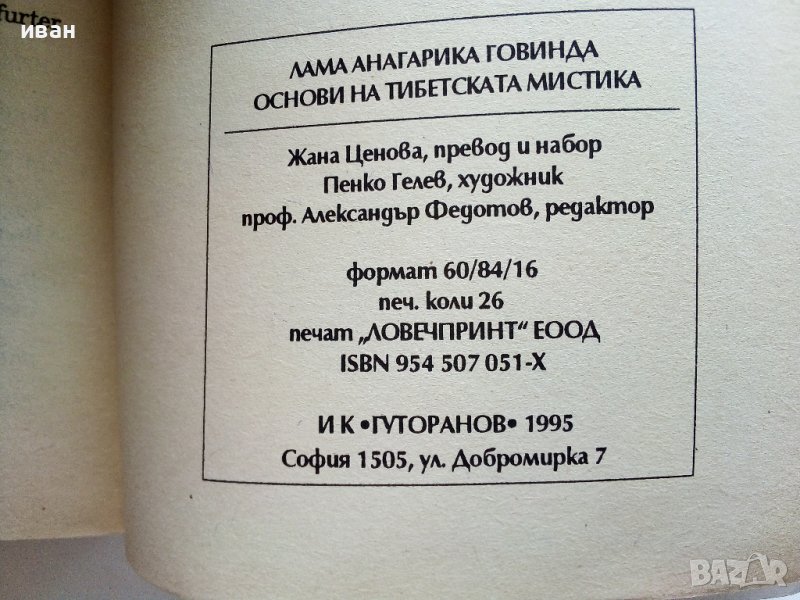 furter
иван
ЛАМА АНАГАРИКА ГОВИНДА
ОСНОВИ НА ТИБЕТСКАТА МИСТИКА
Жана Ценова, превод и набор
Пенко Гелев, художник
проф. Александър Федотов, редактор
формат 60/84/16
печ. коли 26
печат „ЛОВЕЧПРИНТ“ ЕООД
ISBN 954 507 051-X
И К •ГУТОРАНОВ• 1995
София 1505, ул. Добромирка 7
BAZAR